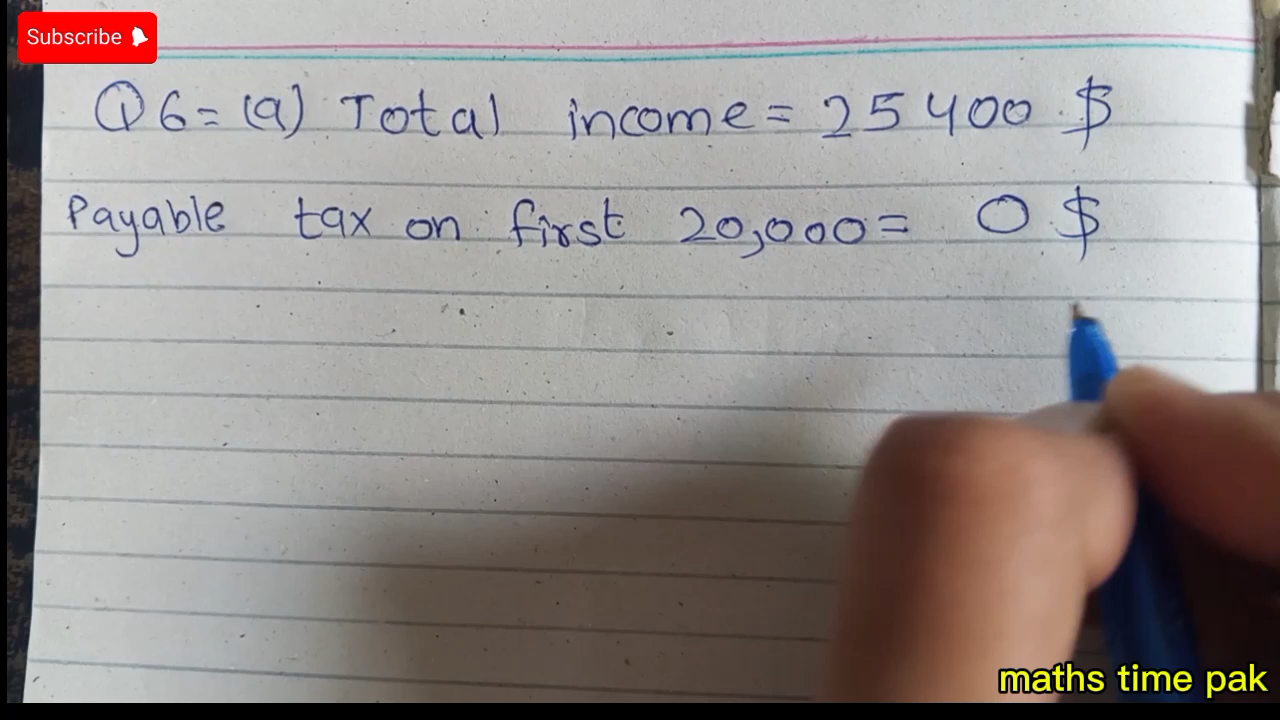 Subscribe
Q6=(a) Total income = 25400 $
Payable tax on first 20,000 = 0 $
maths time pak